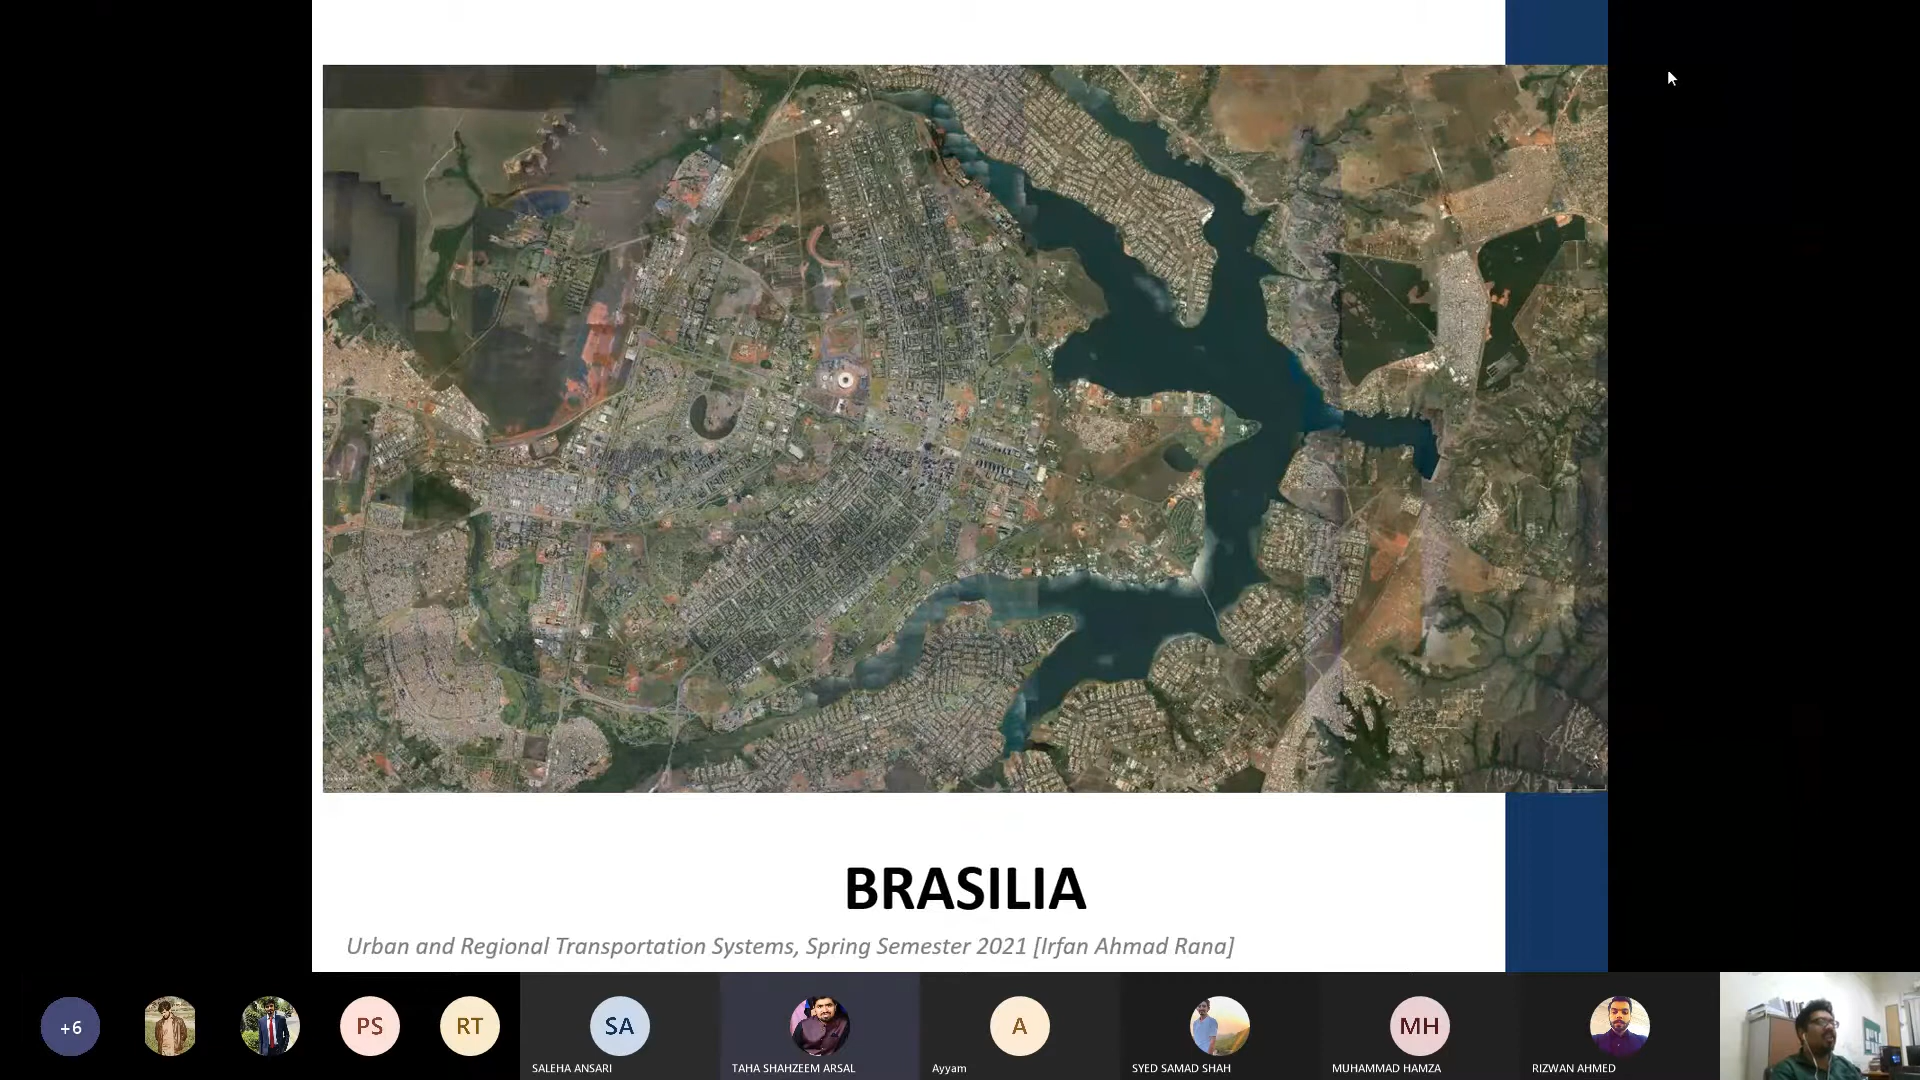 BRASILIA
Urban and Regional Transportation Systems, Spring Semester 2021 [Irfan Ahmad Rana]
+6
PS
RT
SA
A
MH
SALEHA ANSARI
TAHA SHAHZEEM ARSAL
Ayyam
SYED SAMAD SHAH
MUHAMMAD HAMZA
RIZWAN AHMED